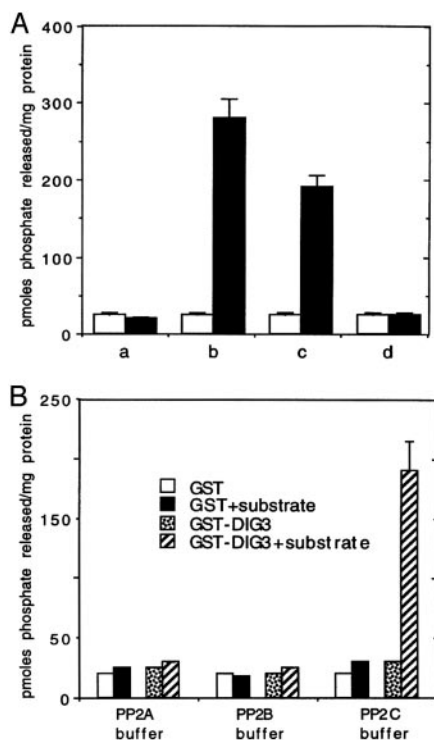 A
pmoles phosphate released/mg protein
400
300
200
100
0
a b c d
B
pmoles phosphate released/mg protein
250
150
50
0
GST
GST+substrate
GST-DIG3
GST-DIG3+substrate
PP2A PP2B PP2C
buffer buffer buffer